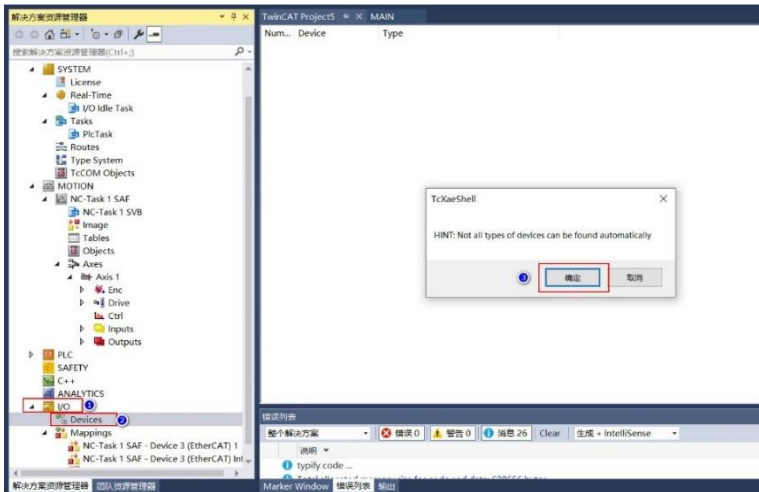 解决方案资源管理器
搜索解决方案资源管理器(Ctrl+;)
SYSTEM
License
Real-Time
I/O Idle Task
Tasks
PlcTask
Routes
Type System
TcCOM Objects
MOTION
NC-Task 1 SAF
NC-Task 1 SVB
Image
Tables
Objects
Axes
Axis 1
Enc
Drive
Ctrl
Inputs
Outputs
PLC
SAFETY
C++
ANALYTICS
I/O 1
Devices 2
Mappings
NC-Task 1 SAF - Device 3 (EtherCAT) 1
NC-Task 1 SAF - Device 3 (EtherCAT) Inf
解决方案资源管理器 团队资源管理器
TwinCAT Project5 MAIN
Num... Device Type
TcXaeShell
HINT: Not all types of devices can be found automatically
3 确定 取消
错误列表
整个解决方案 错误 0 警告 0 消息 26 Clear 生成 + IntelliSense
说明
typify code ...
Marker Window 错误列表 输出